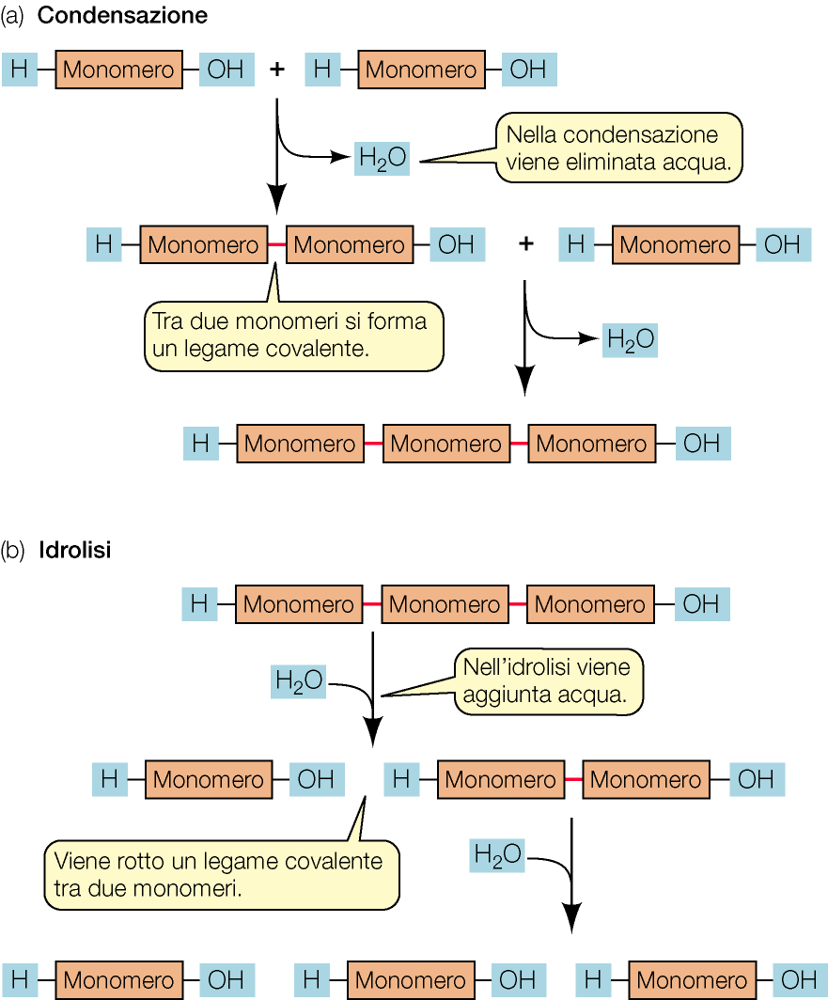 (a) Condensazione
H Monomero OH + H Monomero OH
H₂O
Nella condensazione
viene eliminata acqua.
H Monomero Monomero OH + H Monomero OH
Tra due monomeri si forma
un legame covalente.
H₂O
H Monomero Monomero Monomero OH
(b) Idrolisi
H Monomero Monomero Monomero OH
H₂O
Nell'idrolisi viene
aggiunta acqua.
H Monomero OH H Monomero Monomero OH
Viene rotto un legame covalente
tra due monomeri.
H₂O
H Monomero OH H Monomero OH H Monomero OH